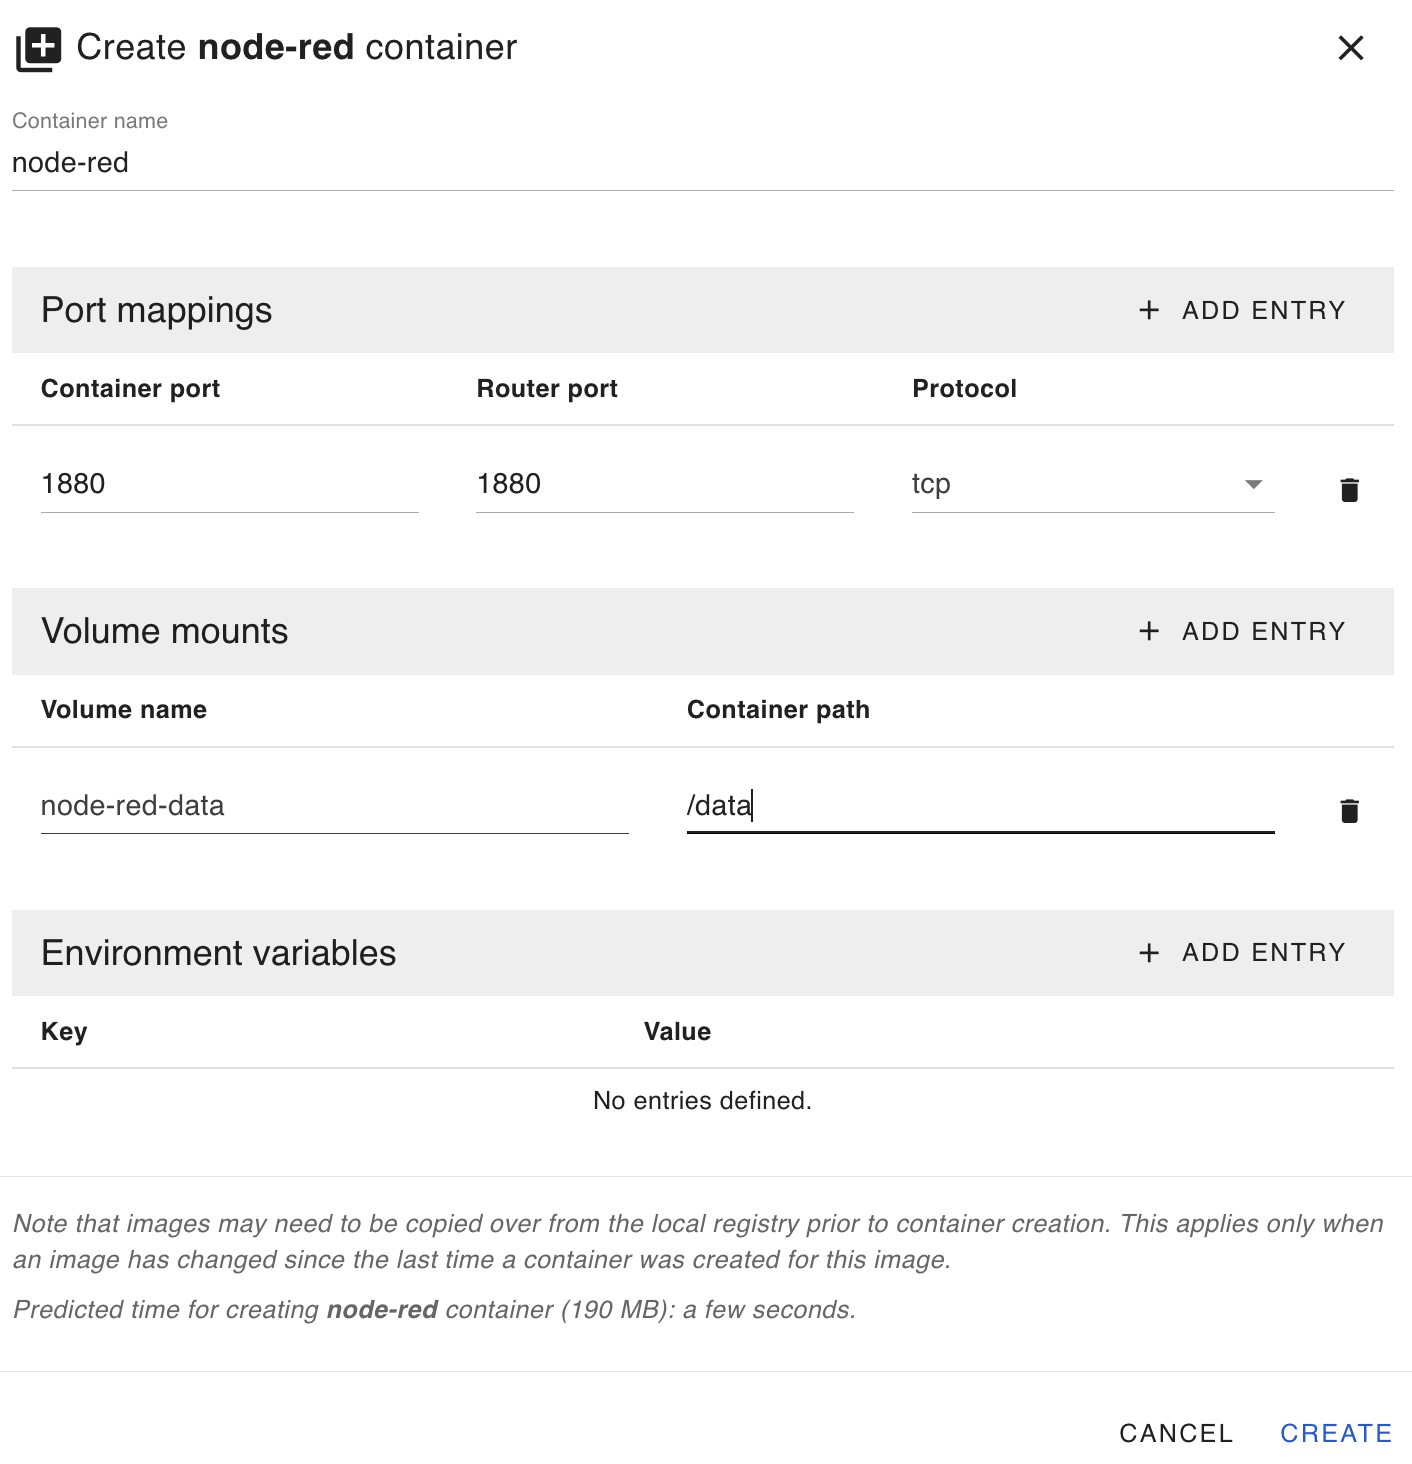 Create node-red container
Container name
node-red
Port mappings
ADD ENTRY
Container port Router port Protocol
1880 1880 tcp
Volume mounts
ADD ENTRY
Volume name Container path
node-red-data /data
Environment variables
ADD ENTRY
Key Value
No entries defined.
Note that images may need to be copied over from the local registry prior to container creation. This applies only when
an image has changed since the last time a container was created for this image.
Predicted time for creating node-red container (190 MB): a few seconds.
CANCEL CREATE